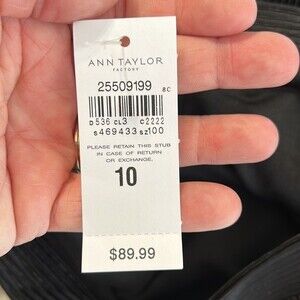 ANN TAYLOR
FACTORY
25509199
8C
D536 CL3 C2222
S469433 SZ100
PLEASE RETAIN THIS STUB
IN CASE OF RETURN
OR EXCHANGE.
10
$89.99